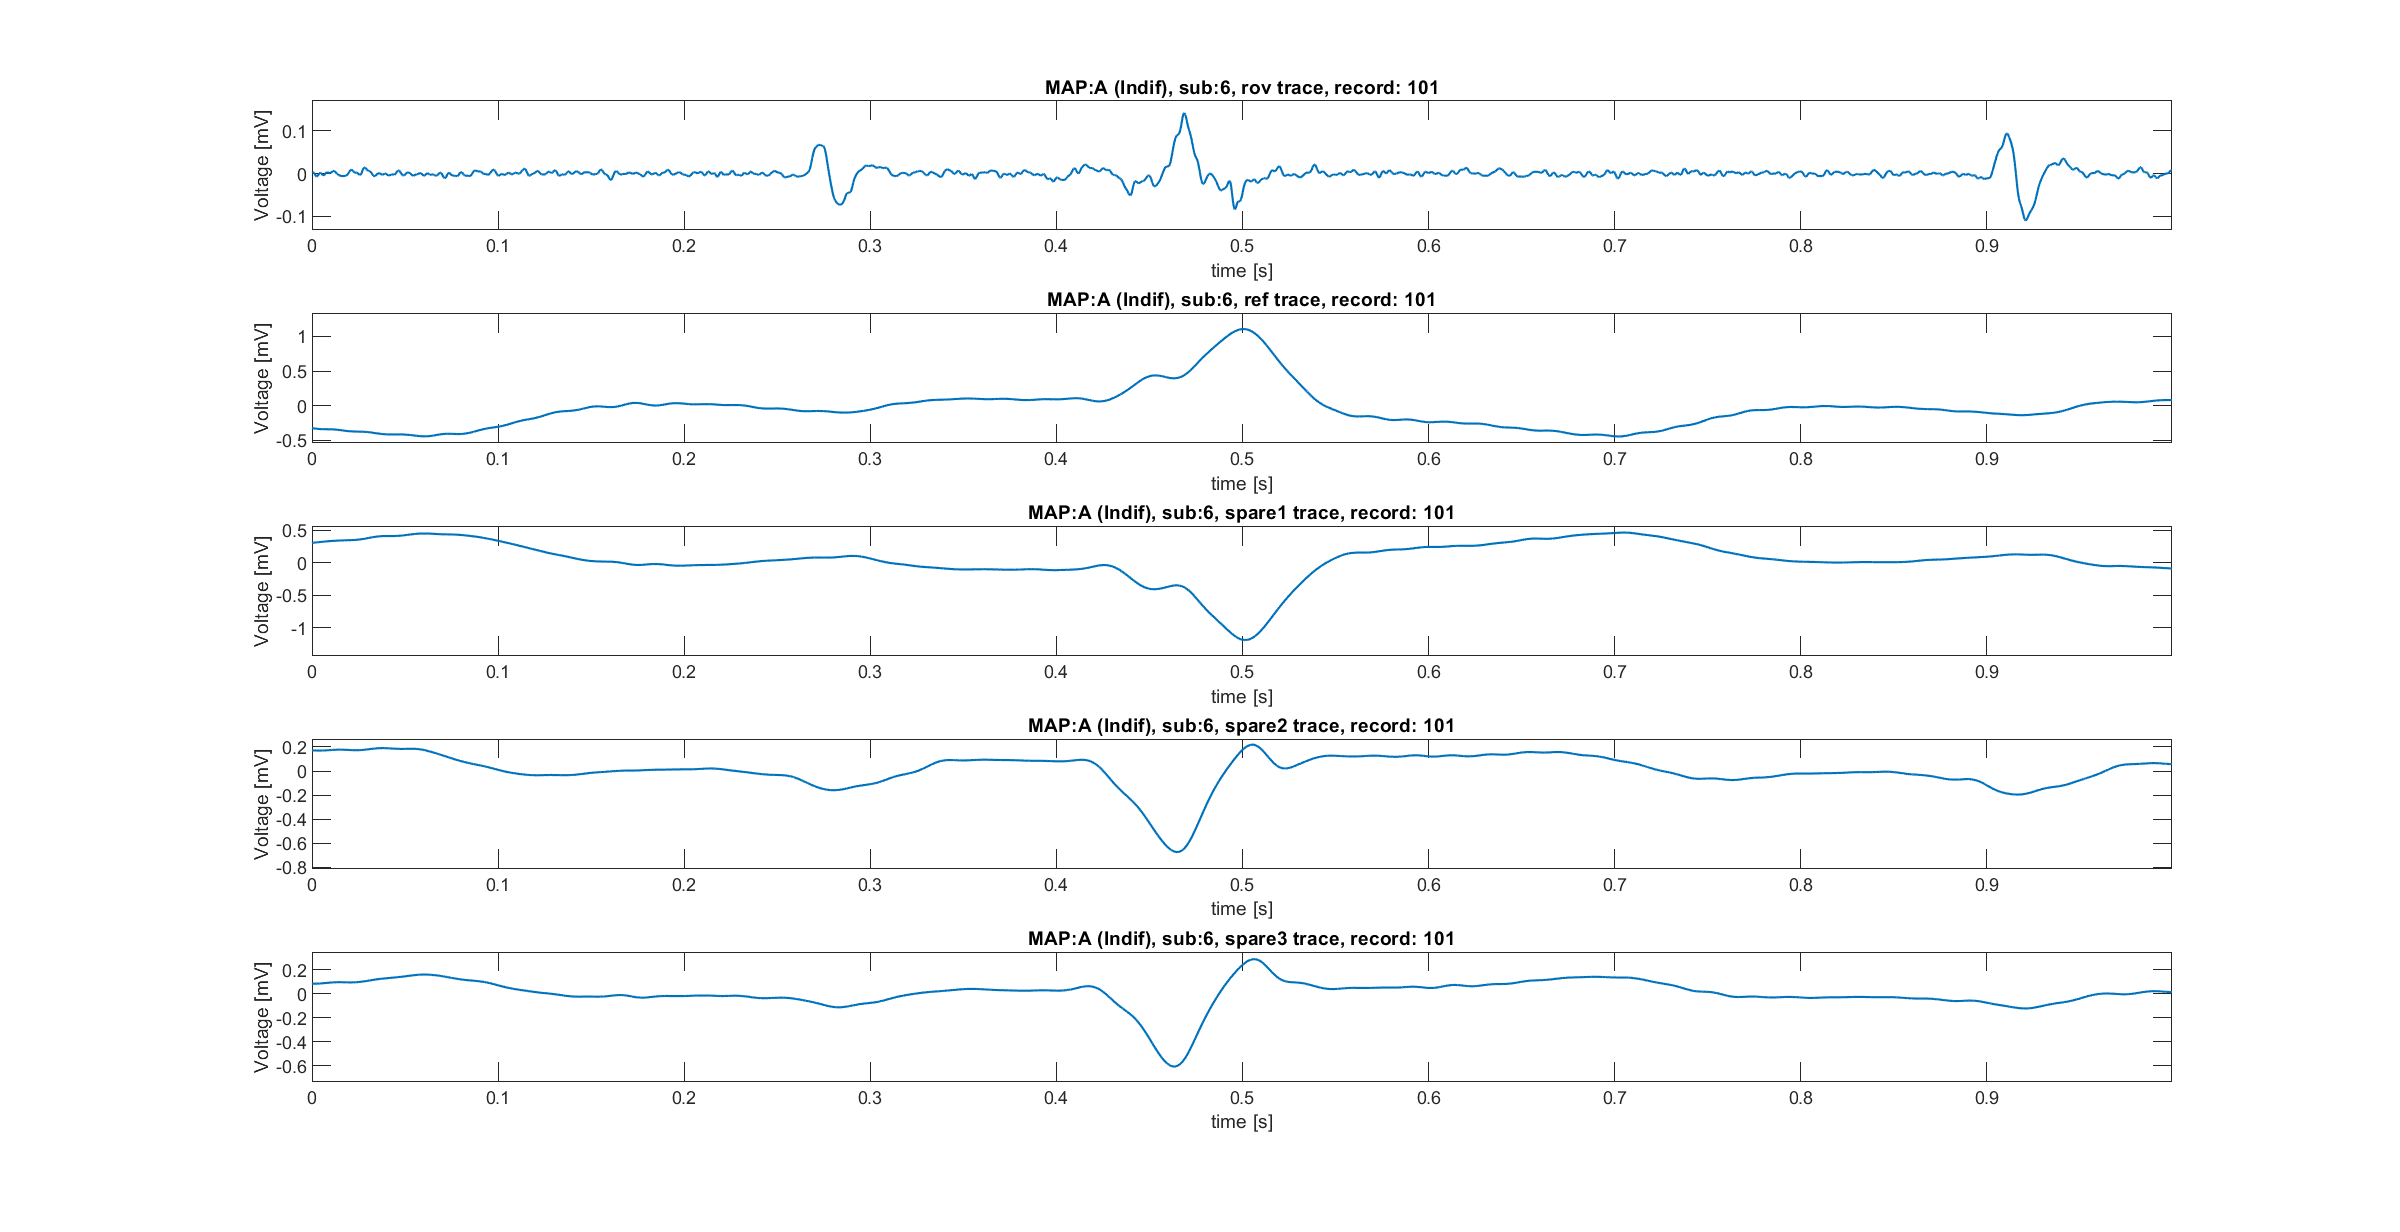 MAP:A (Indif), sub:6, rov trace, record: 101
Voltage [mV]
0.1
0
-0.1
0 0.1 0.2 0.3 0.4 0.5 0.6 0.7 0.8 0.9
time [s]
MAP:A (Indif), sub:6, ref trace, record: 101
Voltage [mV]
1
0.5
0
-0.5
0 0.1 0.2 0.3 0.4 0.5 0.6 0.7 0.8 0.9
time [s]
MAP:A (Indif), sub:6, spare1 trace, record: 101
Voltage [mV]
0.5
0
-0.5
-1
0 0.1 0.2 0.3 0.4 0.5 0.6 0.7 0.8 0.9
time [s]
MAP:A (Indif), sub:6, spare2 trace, record: 101
Voltage [mV]
0.2
0
-0.2
-0.4
-0.6
-0.8
0 0.1 0.2 0.3 0.4 0.5 0.6 0.7 0.8 0.9
time [s]
MAP:A (Indif), sub:6, spare3 trace, record: 101
Voltage [mV]
0.2
0
-0.2
-0.4
-0.6
0 0.1 0.2 0.3 0.4 0.5 0.6 0.7 0.8 0.9
time [s]